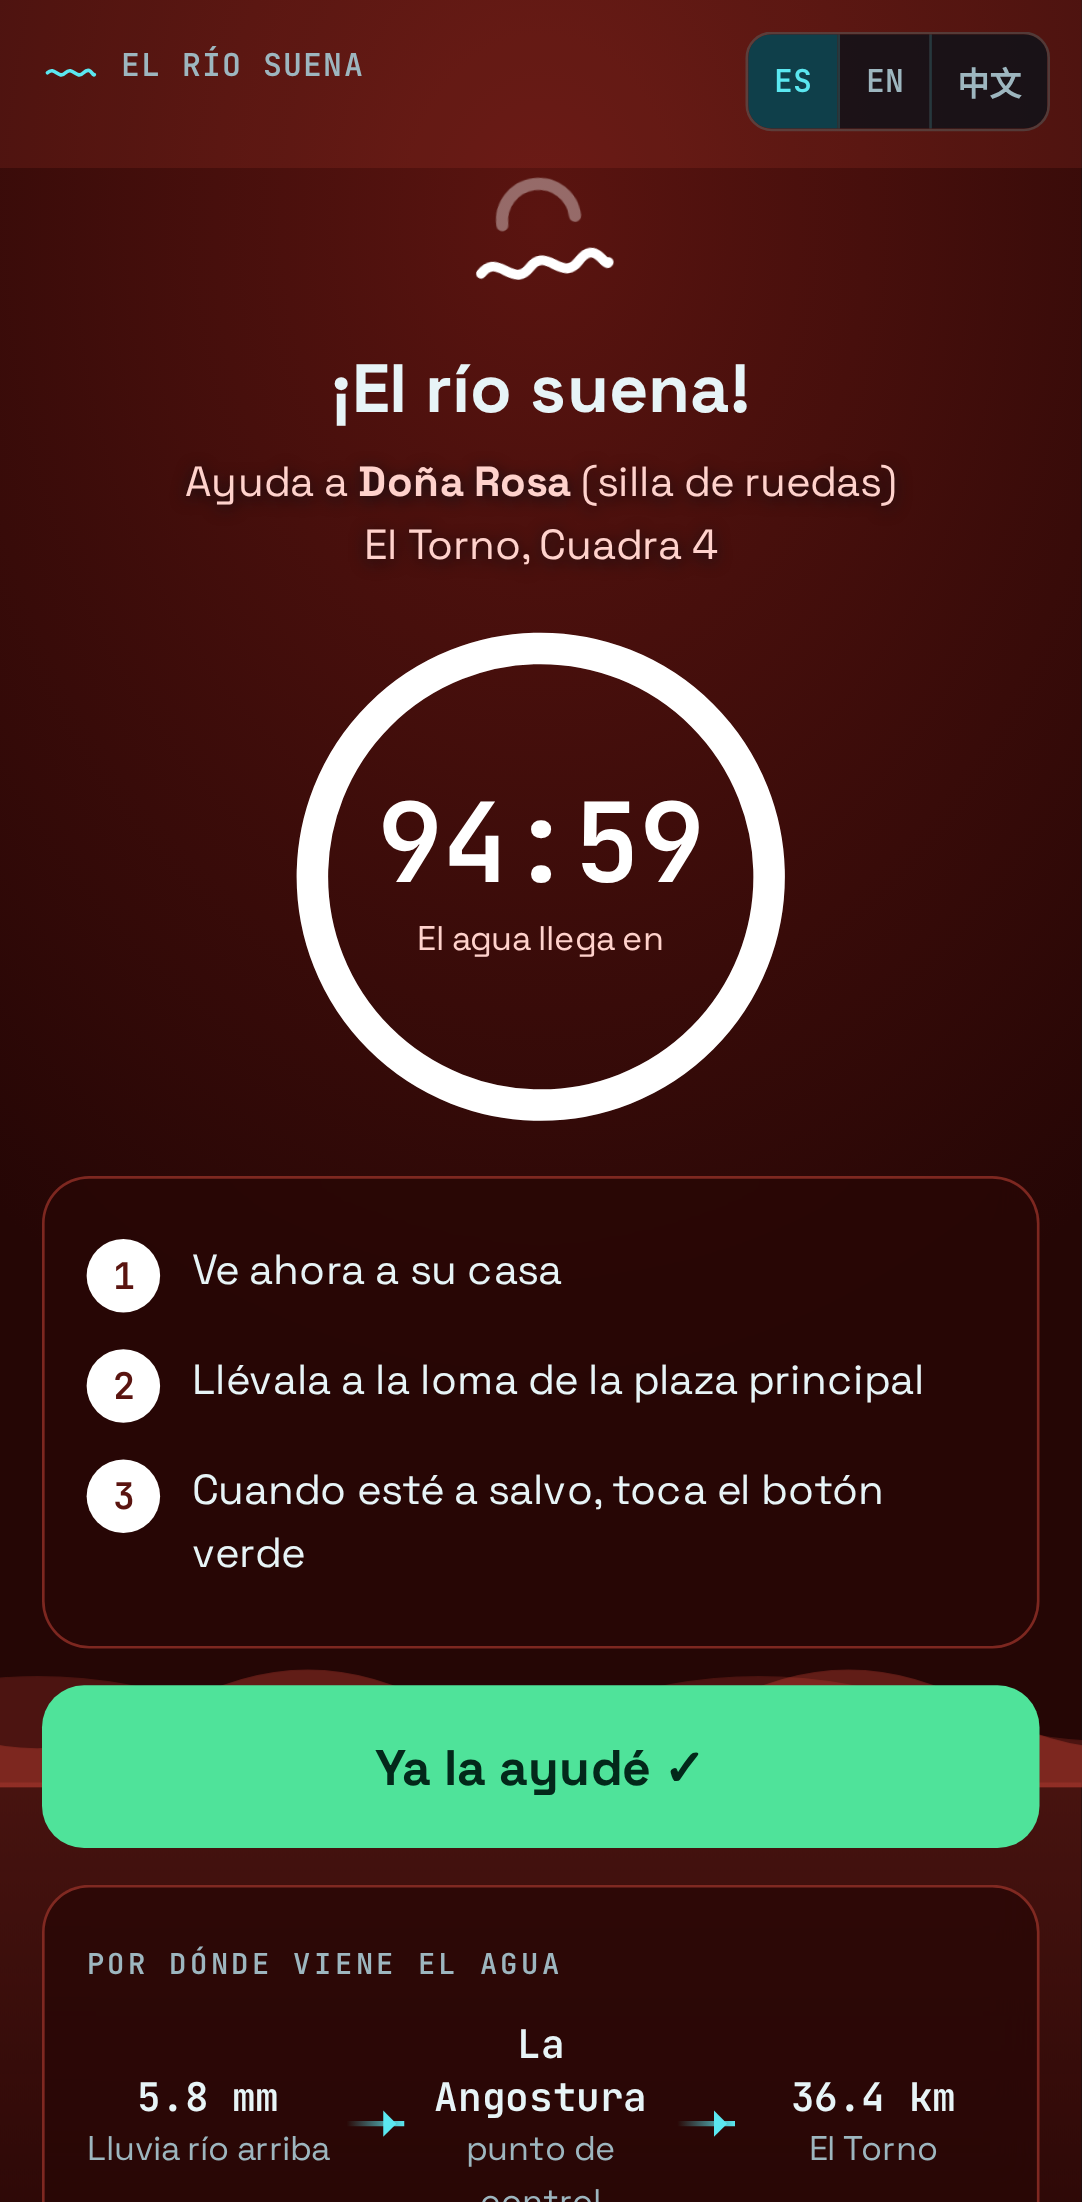 EL RÍO SUENA
ES EN 中文
¡El río suena!
Ayuda a Doña Rosa (silla de ruedas)
El Torno, Cuadra 4
94:59
El agua llega en
1 Ve ahora a su casa
2 Llévala a la loma de la plaza principal
3 Cuando esté a salvo, toca el botón
verde
Ya la ayudé ✓
POR DÓNDE VIENE EL AGUA
5.8 mm
Lluvia río arriba
La
Angostura
punto de
control
36.4 km
El Torno